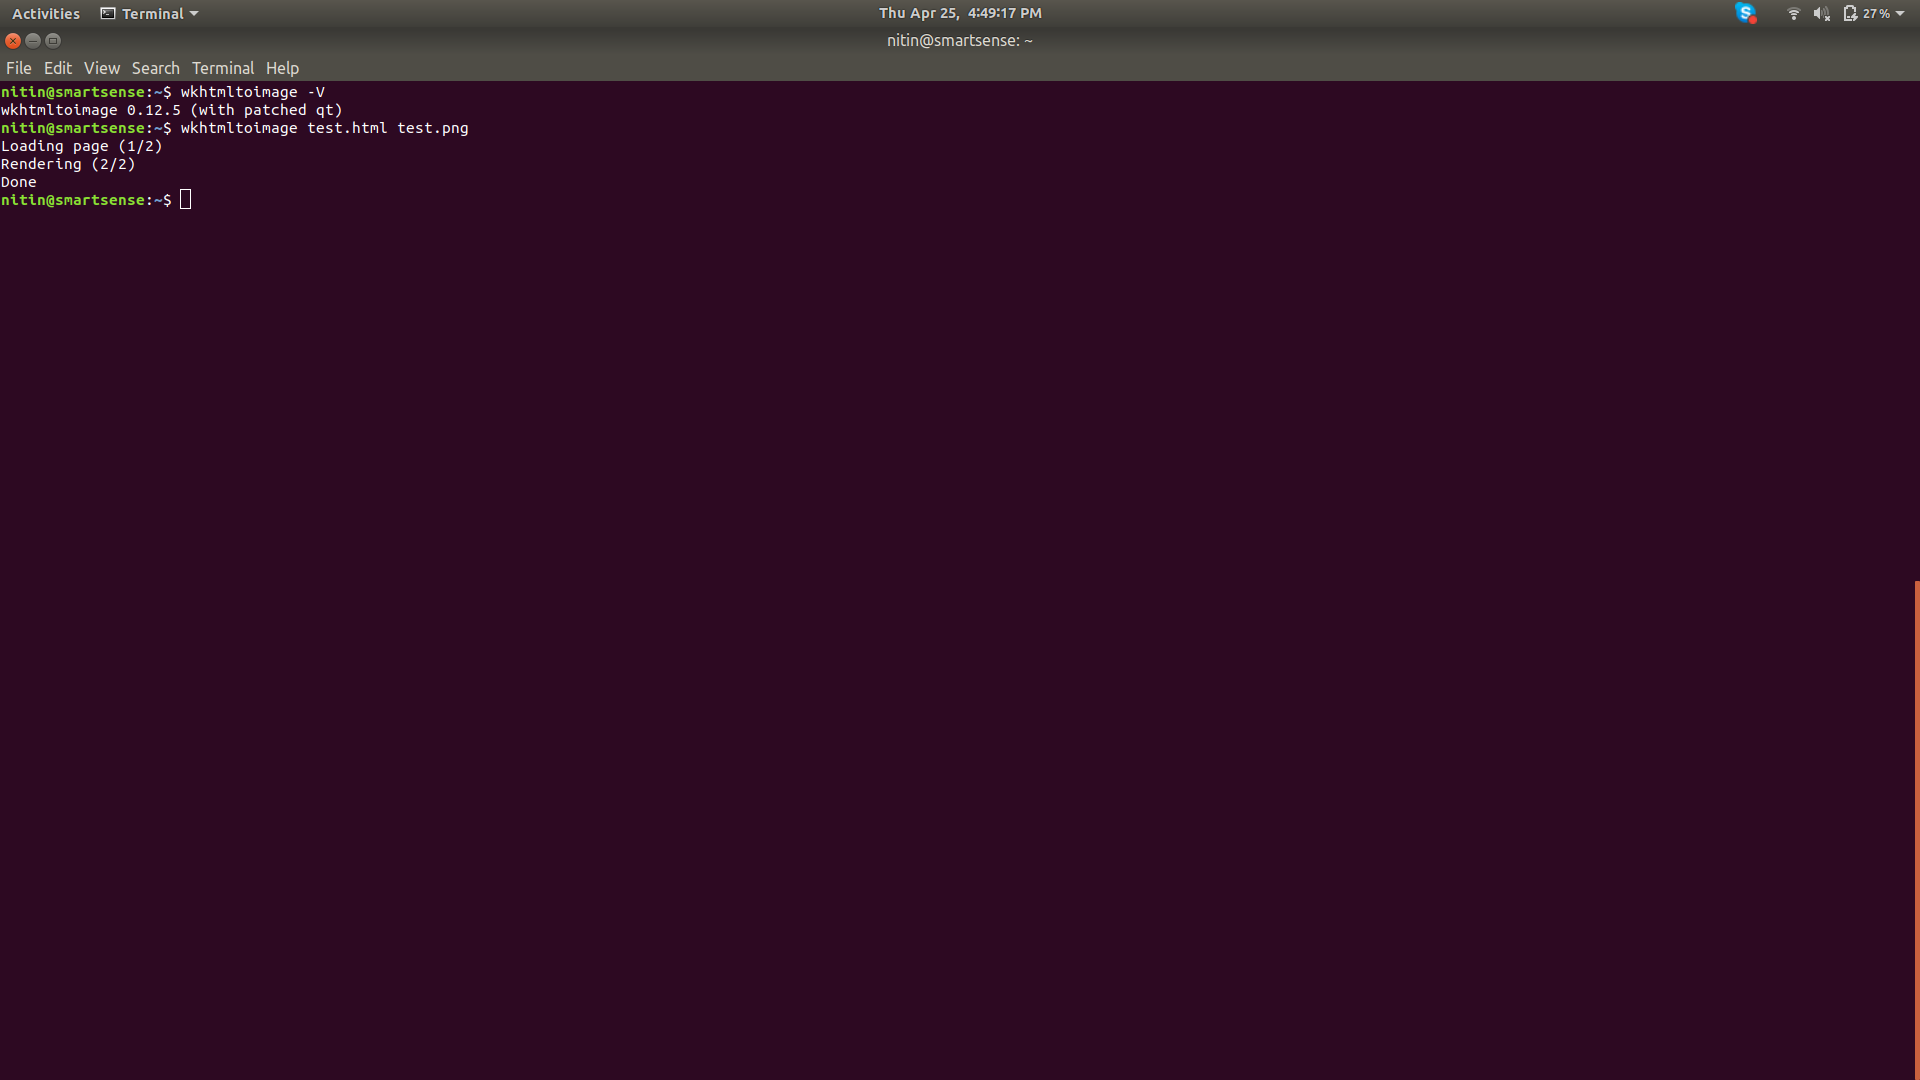 Activities Terminal Thu Apr 25, 4:49:17 PM 27 %
nitin@smartsense: ~
File Edit View Search Terminal Help
nitin@smartsense:~$ wkhtmltoimage -V
wkhtmltoimage 0.12.5 (with patched qt)
nitin@smartsense:~$ wkhtmltoimage test.html test.png
Loading page (1/2)
Rendering (2/2)
Done
nitin@smartsense:~$